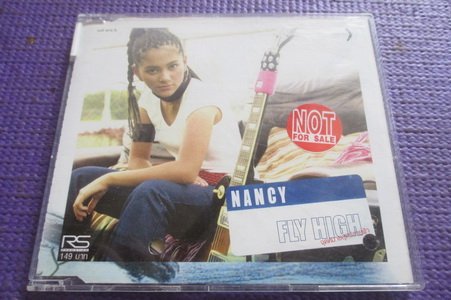 NOT
FOR SALE
NANCY
FLY HIGH
RS
149 บาท